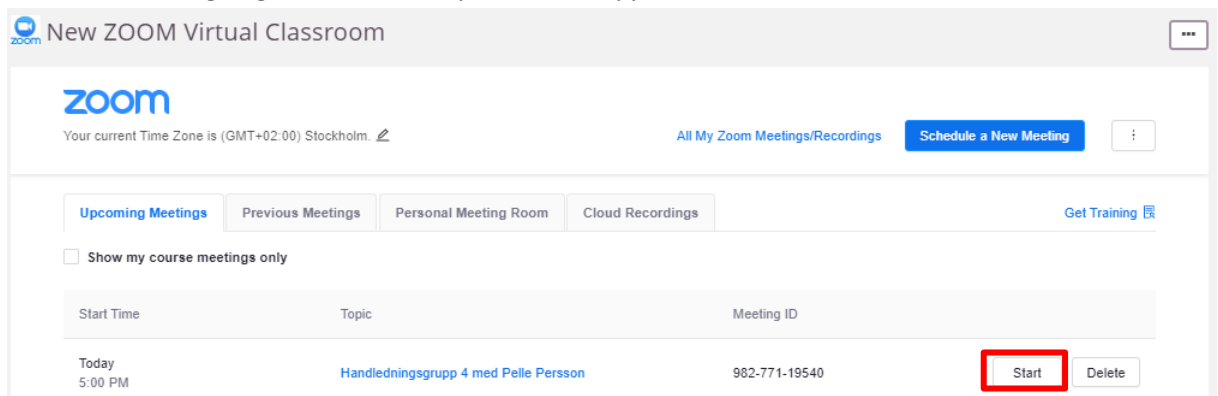 zoom New ZOOM Virtual Classroom
zoom
Your current Time Zone is (GMT+02:00) Stockholm. All My Zoom Meetings/Recordings Schedule a New Meeting
Upcoming Meetings Previous Meetings Personal Meeting Room Cloud Recordings Get Training
Show my course meetings only
Start Time Topic Meeting ID
Today
5:00 PM Handledningsgrupp 4 med Pelle Persson 982-771-19540 Start Delete